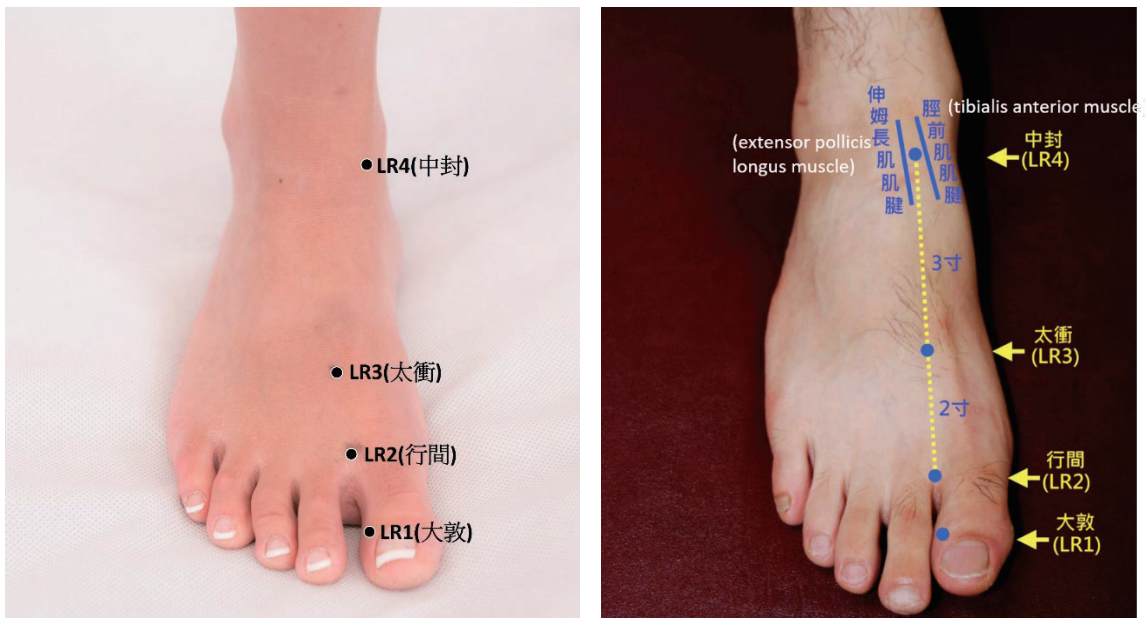 LR4(中封)
LR3(太衝)
LR2(行間)
LR1(大敦)
伸姆長肌肌腱
(extensor pollicis
longus muscle)
脛前肌肌腱
(tibialis anterior muscle
中封
(LR4)
3寸
太衝
(LR3)
2寸
行間
(LR2)
大敦
(LR1)